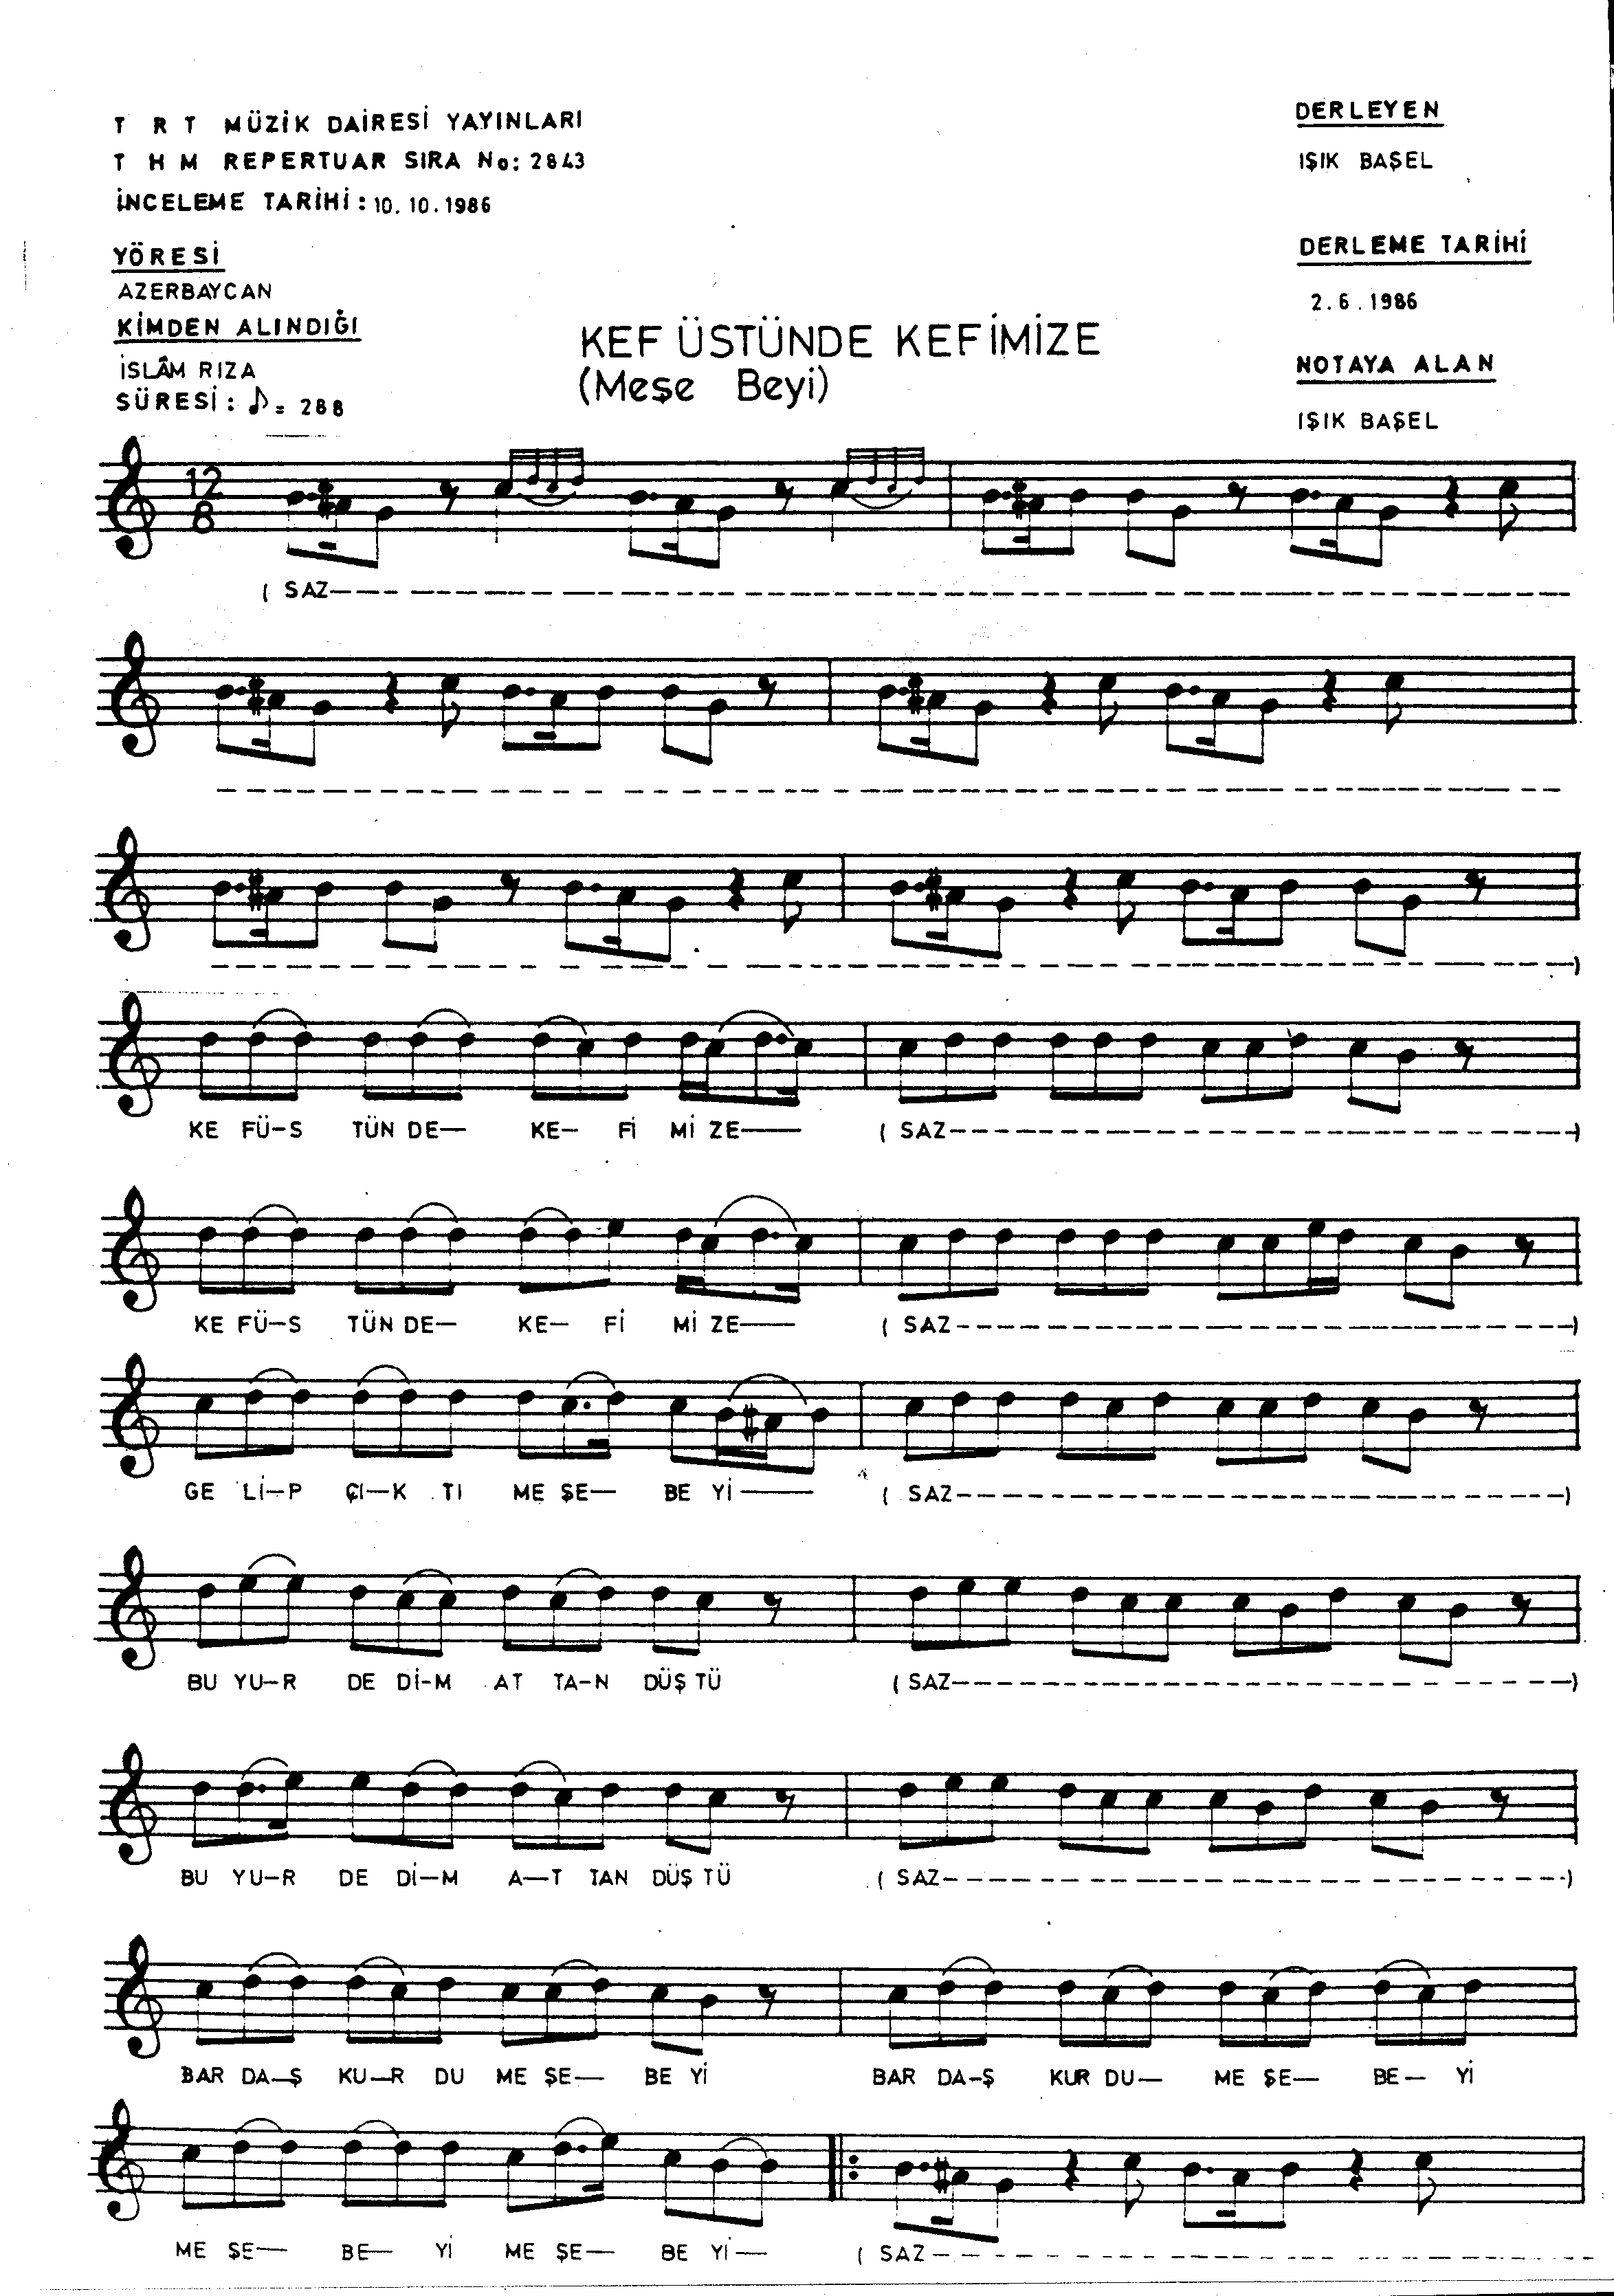 T R T MÜZİK DAİRESİ YAYINLARI
T H M REPERTUAR SIRA No: 2843
İNCELEME TARİHİ : 10.10.1986
YÖRESİ
AZERBAYCAN
KİMDEN ALINDIĞI
İSLÂM RIZA
SÜRESİ : ♪ = 288
DERLEYEN
IŞIK BAŞEL
DERLEME TARİHİ
2.6.1986
NOTAYA ALAN
IŞIK BAŞEL
KEF ÜSTÜNDE KEFİMİZE
(Meşe Beyi)
12
8
( SAZ
)
KE FÜ-S TÜN DE- KE- Fİ Mİ ZE- ( SAZ- )
KE FÜ-S TÜN DE- KE- Fİ Mİ ZE- ( SAZ- )
GE Lİ-P ÇI-K TI ME ŞE- BE Yİ- ( SAZ- )
BU YU-R DE Dİ-M AT TA-N DÜŞ TÜ ( SAZ- )
BU YU-R DE Dİ-M A-T TAN DÜŞ TÜ ( SAZ- )
BAR DA-Ş KU-R DU ME ŞE- BE Yİ BAR DA-Ş KUR DU- ME ŞE- BE- Yİ
ME ŞE- BE- Yİ ME ŞE- BE Yİ- ( SAZ-